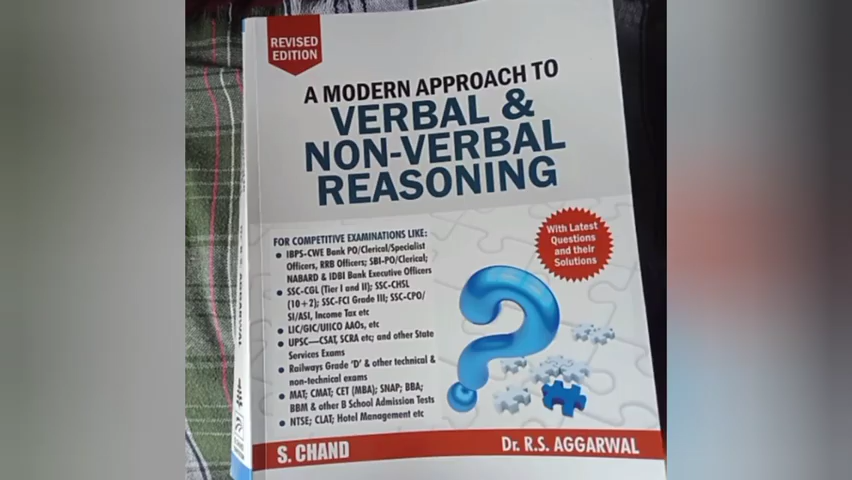 REVISED
EDITION
A MODERN APPROACH TO
VERBAL &
NON-VERBAL
REASONING
With Latest
Questions
and their
Solutions
FOR COMPETITIVE EXAMINATIONS LIKE:
IBPS-CWE Bank PO/Clerical/Specialist
Officers, RRB Officers; SBI-PO/Clerical;
NABARD & IDBI Bank Executive Officers
SSC-CGL (Tier I and II); SSC-CHSL
(10+2); SSC-FCI Grade III; SSC-CPO/
SI/ASI, Income Tax etc
LIC/GIC/UIICO AAOs, etc
UPSC—CSAT, SCRA etc; and other State
Services Exams
Railways Grade 'D' & other technical &
non-technical exams
MAT; CMAT; CET (MBA); SNAP; BBA;
BBM & other B School Admission Tests
NTSE; CLAT; Hotel Management etc
S. CHAND
Dr. R.S. AGGARWAL